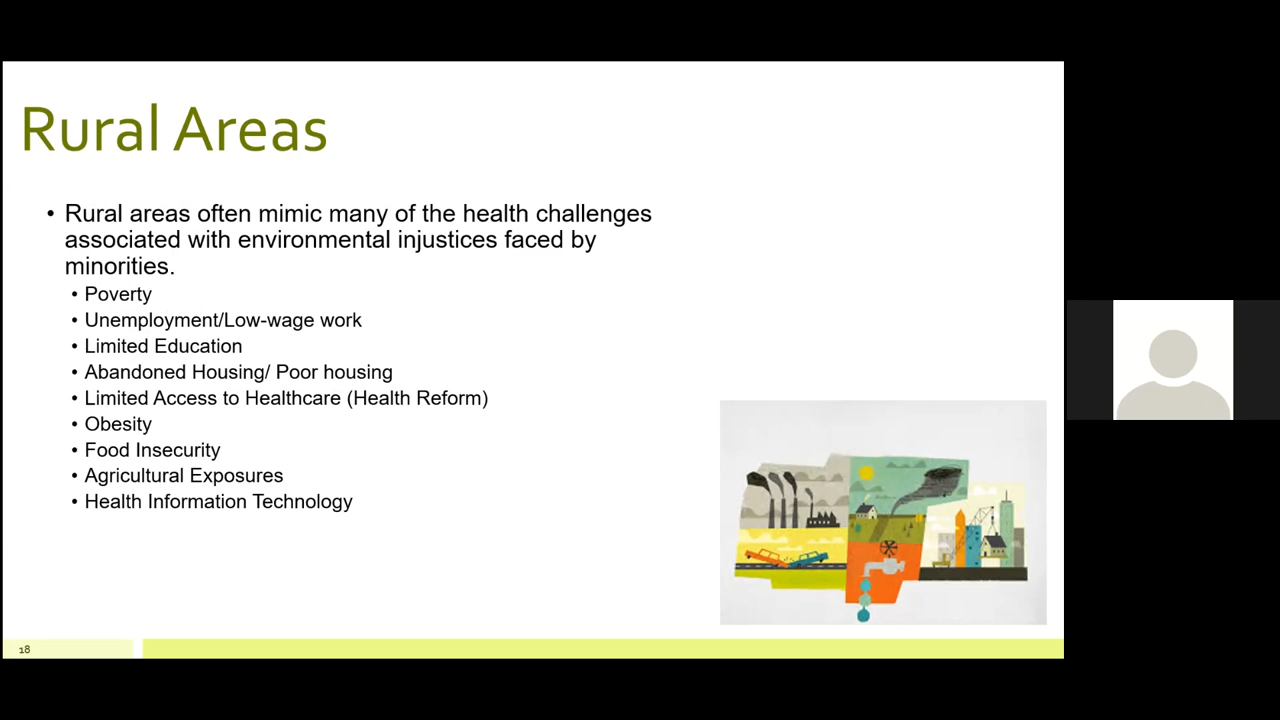 Rural Areas
• Rural areas often mimic many of the health challenges
associated with environmental injustices faced by
minorities.
• Poverty
• Unemployment/Low-wage work
• Limited Education
• Abandoned Housing/ Poor housing
• Limited Access to Healthcare (Health Reform)
• Obesity
• Food Insecurity
• Agricultural Exposures
• Health Information Technology
18